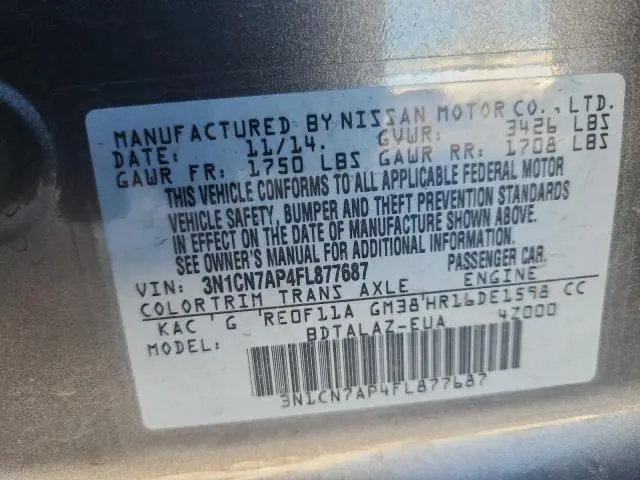 MANUFACTURED BY NISSAN MOTOR CO., LTD.
DATE: 11/14. GVWR: 3426 LBS
GAWR FR: 1750 LBS GAWR RR: 1708 LBS
THIS VEHICLE CONFORMS TO ALL APPLICABLE FEDERAL MOTOR
VEHICLE SAFETY, BUMPER AND THEFT PREVENTION STANDARDS
IN EFFECT ON THE DATE OF MANUFACTURE SHOWN ABOVE.
SEE OWNER'S MANUAL FOR ADDITIONAL INFORMATION.
VIN: 3N1CN7AP4FL877687 PASSENGER CAR.
COLOR TRIM TRANS AXLE ENGINE
KAC ' G 'RE0F11A GM38'HR16DE1598 CC
MODEL: BDTALAZ-EUA 4Z000
3N1CN7AP4FL877687